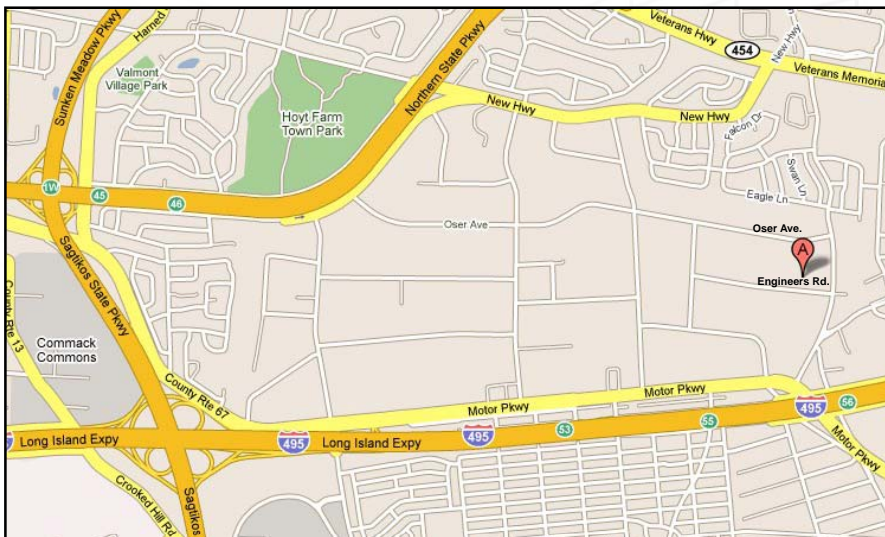 Sunken Meadow Pkwy
Harned
Valmont
Village Park
Hoyt Farm
Town Park
Northern State Pkwy
Veterans Hwy
454
New Hwy
Veterans Memoria
New Hwy
New Hwy
Falcon Dr
Swan Ln
Eagle Ln
1W
45
46
Oser Ave
Oser Ave.
A
Engineers Rd.
Sagtikos State Pkwy
County Rte 13
Commack
Commons
County Rte 67
Motor Pkwy
Motor Pkwy
495
56
55
53
495
495
Long Island Expy
Long Island Expy
Motor Pkwy
Crooked Hill Rd
Sagtikos